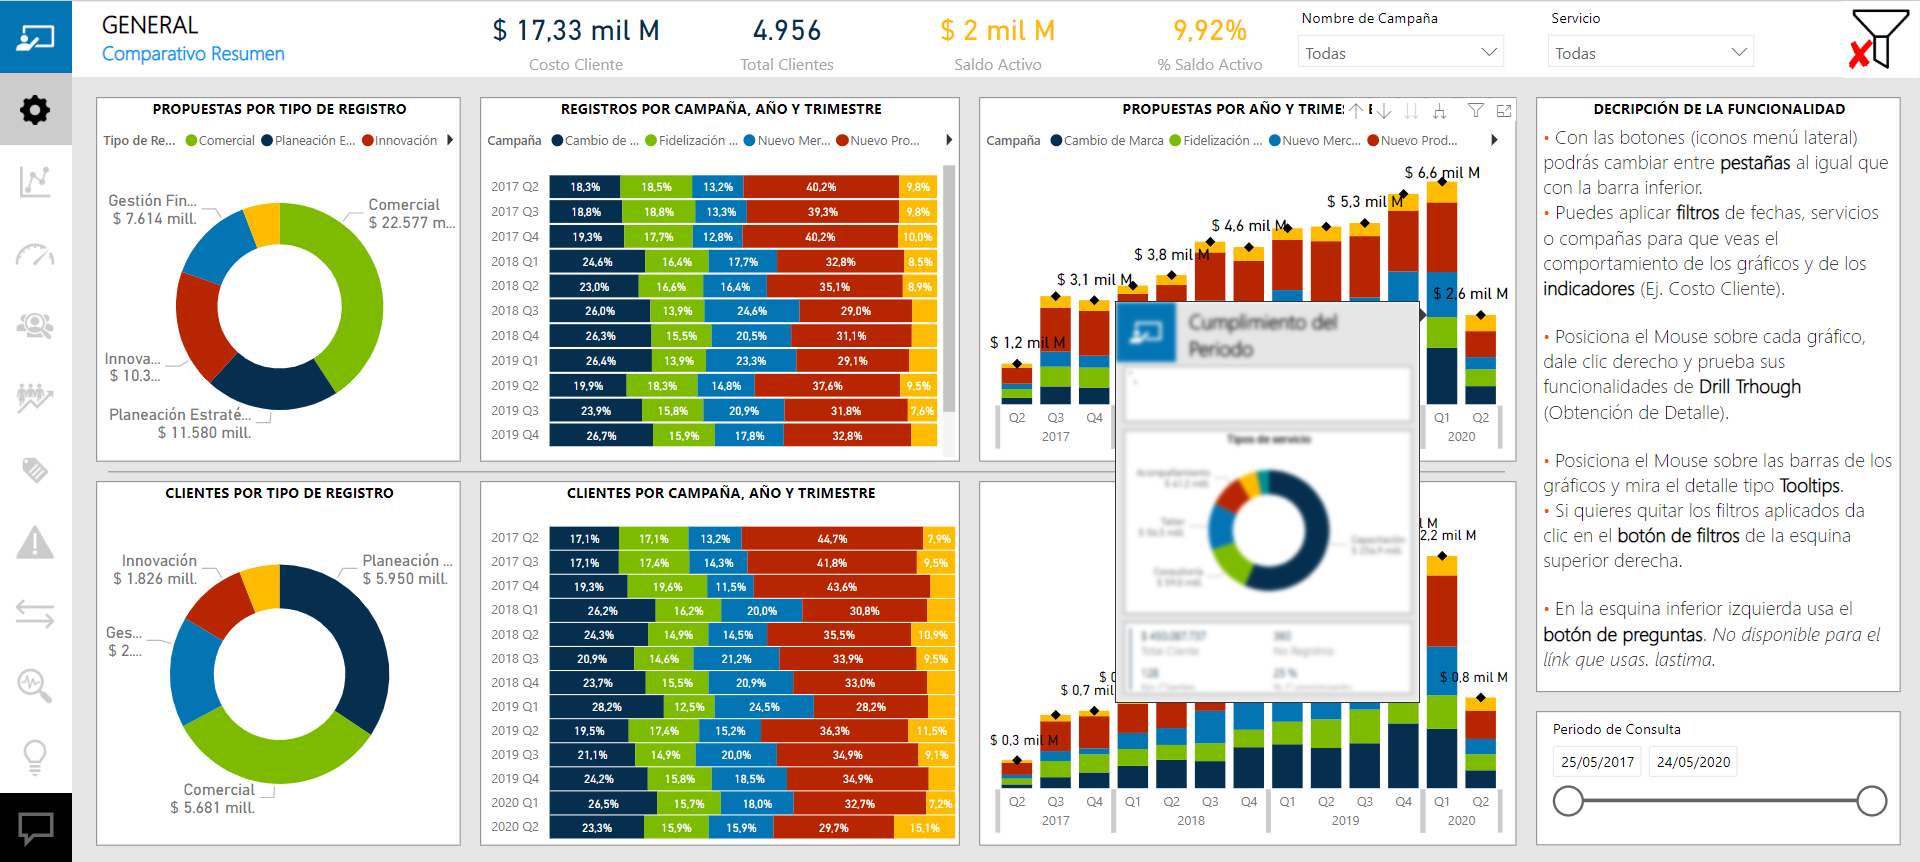 GENERAL
Comparativo Resumen
$ 17,33 mil M
Costo Cliente
4.956
Total Clientes
$ 2 mil M
Saldo Activo
9,92%
% Saldo Activo
Nombre de Campaña
Todas
Servicio
Todas
PROPUESTAS POR TIPO DE REGISTRO
Tipo de Re... Comercial Planeación E... Innovación
Gestión Fin...
$ 7.614 mill.
Comercial
$ 22.577 m...
Innova...
$ 10.3...
Planeación Estraté...
$ 11.580 mill.
REGISTROS POR CAMPAÑA, AÑO Y TRIMESTRE
Campaña Cambio de ... Fidelización ... Nuevo Mer... Nuevo Pro...
2017 Q2 18,3% 18,5% 13,2% 40,2% 9,8%
2017 Q3 18,8% 18,8% 13,3% 39,3% 9,8%
2017 Q4 19,3% 17,7% 12,8% 40,2% 10,0%
2018 Q1 24,6% 16,4% 17,7% 32,8% 8,5%
2018 Q2 23,0% 16,6% 16,4% 35,1% 8,9%
2018 Q3 26,0% 13,9% 24,6% 29,0%
2018 Q4 26,3% 15,5% 20,5% 31,1%
2019 Q1 26,4% 13,9% 23,3% 29,1%
2019 Q2 19,9% 18,3% 14,8% 37,6% 9,5%
2019 Q3 23,9% 15,8% 20,9% 31,8% 7,6%
2019 Q4 26,7% 15,9% 17,8% 32,8%
PROPUESTAS POR AÑO Y TRIMES
Campaña Cambio de Marca Fidelización ... Nuevo Merc... Nuevo Prod...
$ 1,2 mil M
$ 3,1 mil M
$ 3,8 mil M
$ 4,6 mil M
$ 5,3 mil M
$ 6,6 mil M
$ 2,6 mil M
Q2 Q3 Q4 Q1 Q2
2017 2020
Cumplimiento del
Periodo
Tipos de servicio
DECRIPCIÓN DE LA FUNCIONALIDAD
• Con las botones (iconos menú lateral)
podrás cambiar entre pestañas al igual que
con la barra inferior.
• Puedes aplicar filtros de fechas, servicios
o compañas para que veas el
comportamiento de los gráficos y de los
indicadores (Ej. Costo Cliente).
• Posiciona el Mouse sobre cada gráfico,
dale clic derecho y prueba sus
funcionalidades de Drill Trhough
(Obtención de Detalle).
• Posiciona el Mouse sobre las barras de los
gráficos y mira el detalle tipo Tooltips.
• Si quieres quitar los filtros aplicados da
clic en el botón de filtros de la esquina
superior derecha.
• En la esquina inferior izquierda usa el
botón de preguntas. No disponible para el
línk que usas. lastima.
CLIENTES POR TIPO DE REGISTRO
Innovación
$ 1.826 mill.
Planeación ...
$ 5.950 mill.
Ges...
$ 2....
Comercial
$ 5.681 mill.
CLIENTES POR CAMPAÑA, AÑO Y TRIMESTRE
2017 Q2 17,1% 17,1% 13,2% 44,7% 7,9%
2017 Q3 17,1% 17,4% 14,3% 41,8% 9,5%
2017 Q4 19,3% 19,6% 11,5% 43,6%
2018 Q1 26,2% 16,2% 20,0% 30,8%
2018 Q2 24,3% 14,9% 14,5% 35,5% 10,9%
2018 Q3 20,9% 14,6% 21,2% 33,9% 9,5%
2018 Q4 23,7% 15,5% 20,9% 33,0%
2019 Q1 28,2% 12,5% 24,5% 28,2%
2019 Q2 19,5% 17,4% 15,2% 36,3% 11,5%
2019 Q3 21,1% 14,9% 20,0% 34,9% 9,1%
2019 Q4 24,2% 15,8% 18,5% 34,9%
2020 Q1 26,5% 15,7% 18,0% 32,7% 7,2%
2020 Q2 23,3% 15,9% 15,9% 29,7% 15,1%
$ 0,3 mil M
$ 0,7 mil
$ 0
M
2,2 mil M
$ 0,8 mil M
Q2 Q3 Q4 Q1 Q2 Q3 Q4 Q1 Q2 Q3 Q4 Q1 Q2
2017 2018 2019 2020
Periodo de Consulta
25/05/2017 24/05/2020